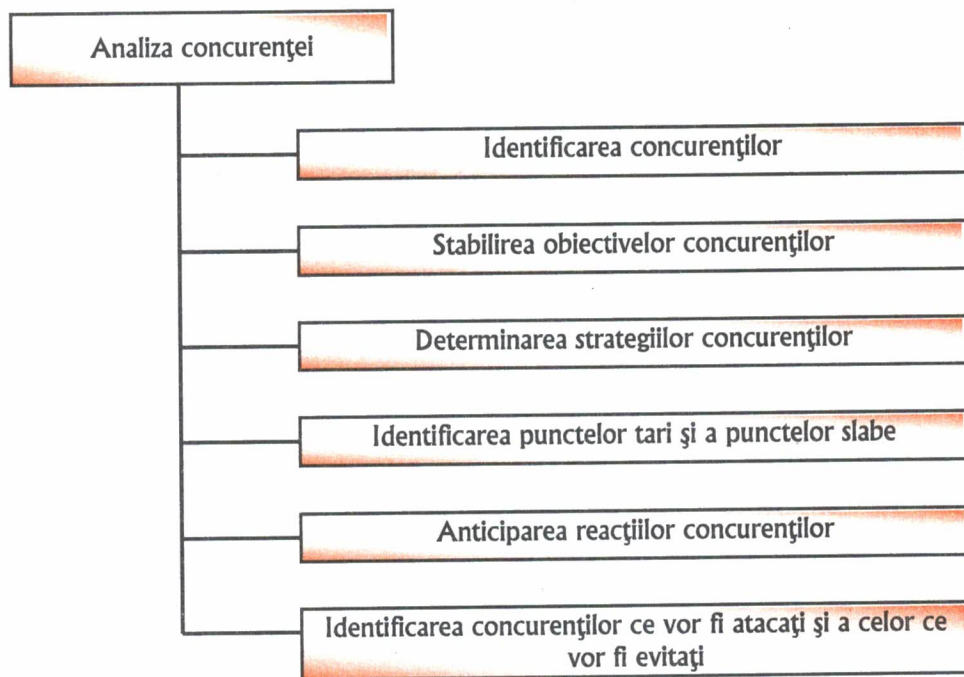 Analiza concurenţei
Identificarea concurenţilor
Stabilirea obiectivelor concurenţilor
Determinarea strategiilor concurenţilor
Identificarea punctelor tari şi a punctelor slabe
Anticiparea reacţiilor concurenţilor
Identificarea concurenţilor ce vor fi atacaţi şi a celor ce
vor fi evitaţi